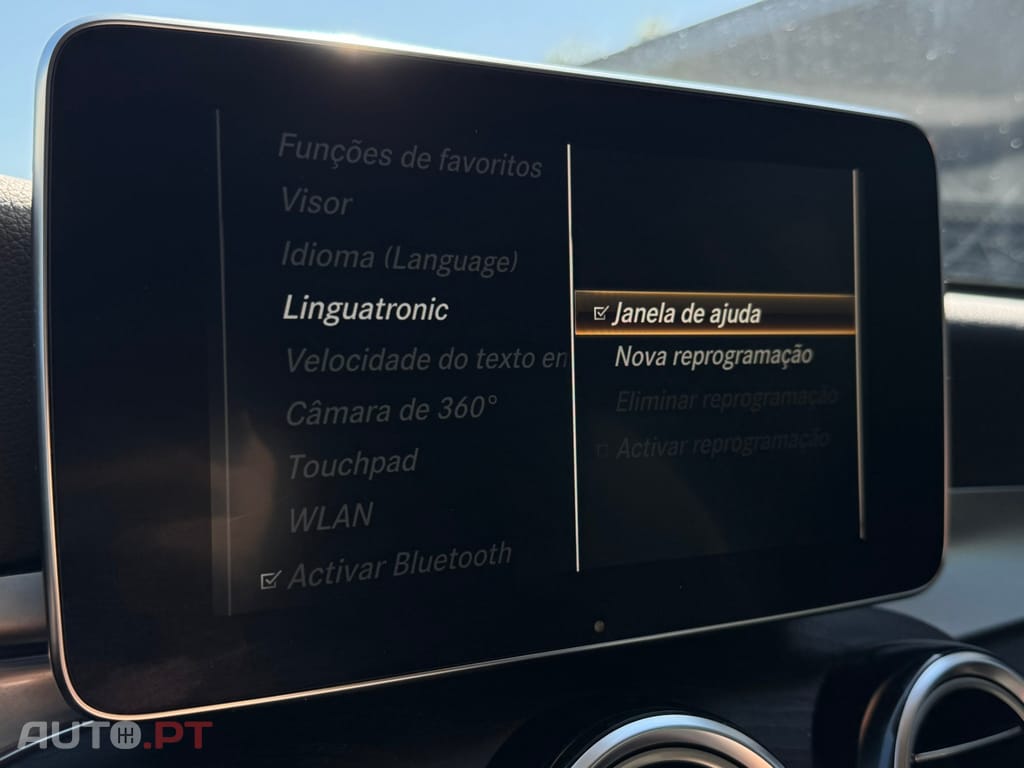 Funções de favoritos
Visor
Idioma (Language)
Linguatronic
Velocidade do texto en
Câmara de 360°
Touchpad
WLAN
Activar Bluetooth
Janela de ajuda
Nova reprogramação
Eliminar reprogramação
Activar reprogramação
AUTO.PT